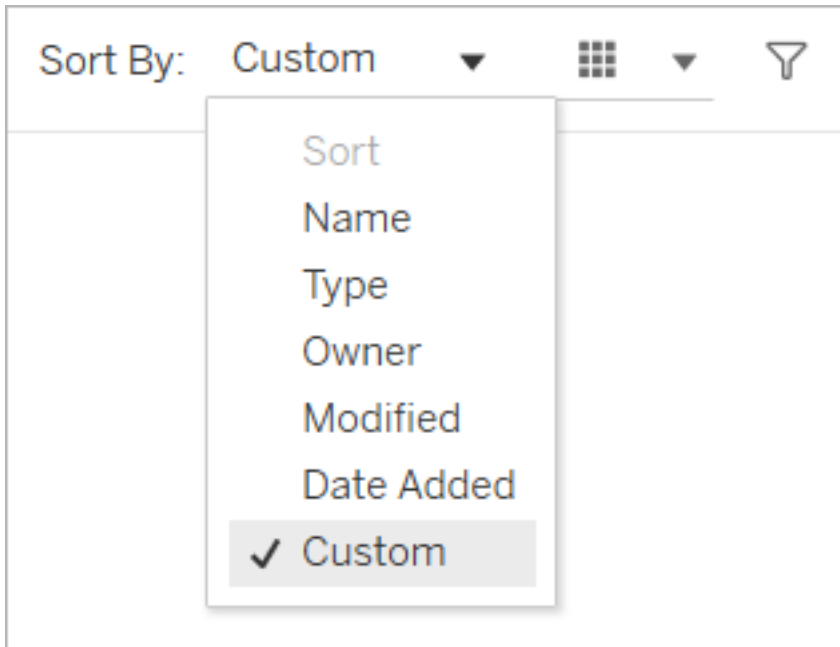 Sort By: Custom
Sort
Name
Type
Owner
Modified
Date Added
Custom